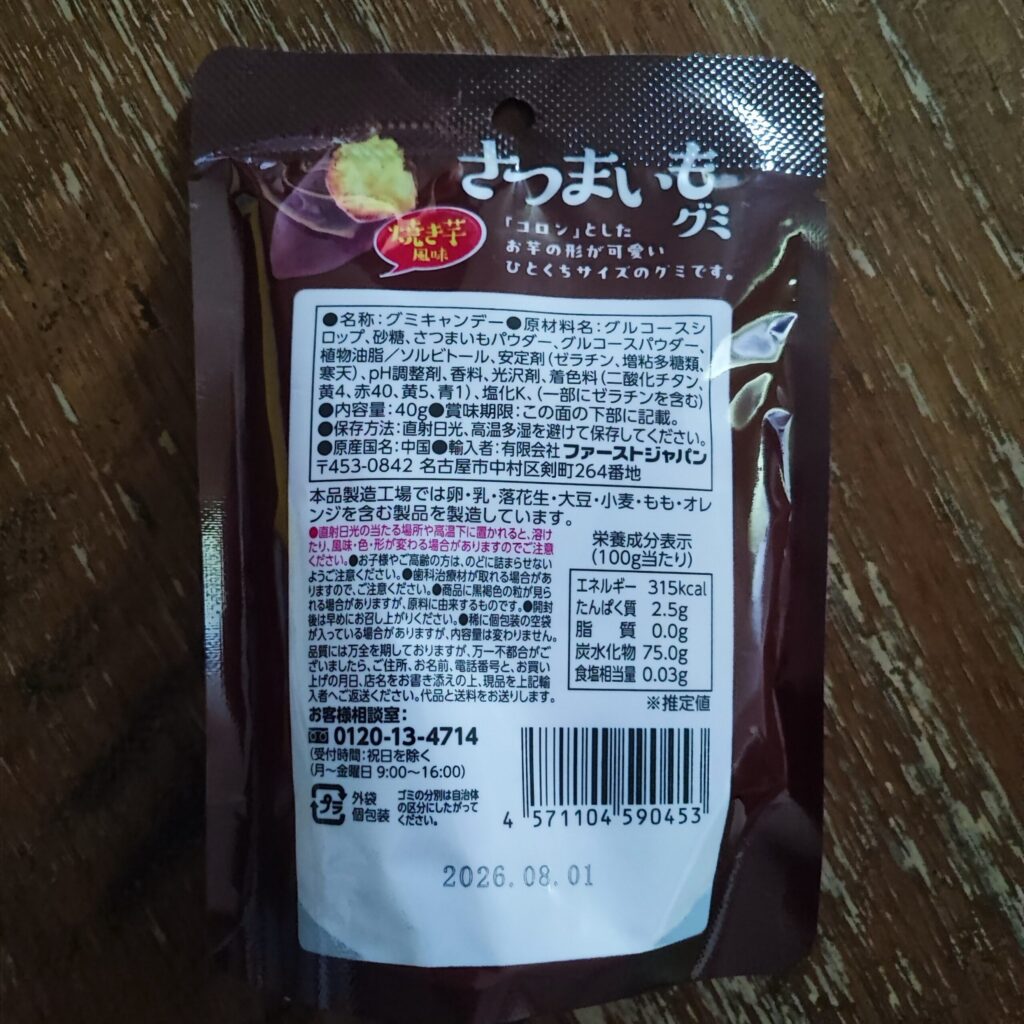 さつまいも
グミ
焼き芋
風味
「コロン」とした
お芋の形が可愛い
ひとくちサイズのグミです。
●名称:グミキャンデー●原材料名:グルコースシ
ロップ、砂糖、さつまいもパウダー、グルコースパウダー、
植物油脂/ソルビトール、安定剤(ゼラチン、増粘多糖類、
寒天)、pH調整剤、香料、光沢剤、着色料(二酸化チタン、
黄4、赤40、黄5、青1)、塩化K、(一部にゼラチンを含む)
●内容量:40g●賞味期限:この面の下部に記載。
●保存方法:直射日光、高温多湿を避けて保存してください。
●原産国名:中国●輸入者:有限会社ファーストジャパン
〒453-0842 名古屋市中村区剣町264番地
本品製造工場では卵・乳・落花生・大豆・小麦・もも・オレ
ンジを含む製品を製造しています。
●直射日光の当たる場所や高温下に置かれると、溶け
たり、風味・色・形が変わる場合がありますのでご注意
ください。●お子様やご高齢の方は、のどに詰まらせない
ようご注意ください。●歯科治療材が取れる場合があ
りますので、ご注意ください。●商品に黒褐色の粒が見ら
れる場合がありますが、原料に由来するものです。●開封
後は早めにお召し上がりください。●稀に個包装の空袋
が入っている場合がありますが、内容量は変わりません。
品質には万全を期しておりますが、万一不都合がご
ざいましたら、ご住所、お名前、電話番号と、お買い
上げの月日、店名をお書き添えの上、現品を上記輸
入者へご返送ください。代品と送料をお送りします。
栄養成分表示
(100g当たり)
エネルギー 315kcal
たんぱく質 2.5g
脂 質 0.0g
炭水化物 75.0g
食塩相当量 0.03g
※推定値
お客様相談室:
0120-13-4714
(受付時間:祝日を除く
(月〜金曜日 9:00〜16:00)
プラ
外袋
個包装
ゴミの分別は自治体
の区分にしたがって
ください。
4 571104 590453
2026.08.01